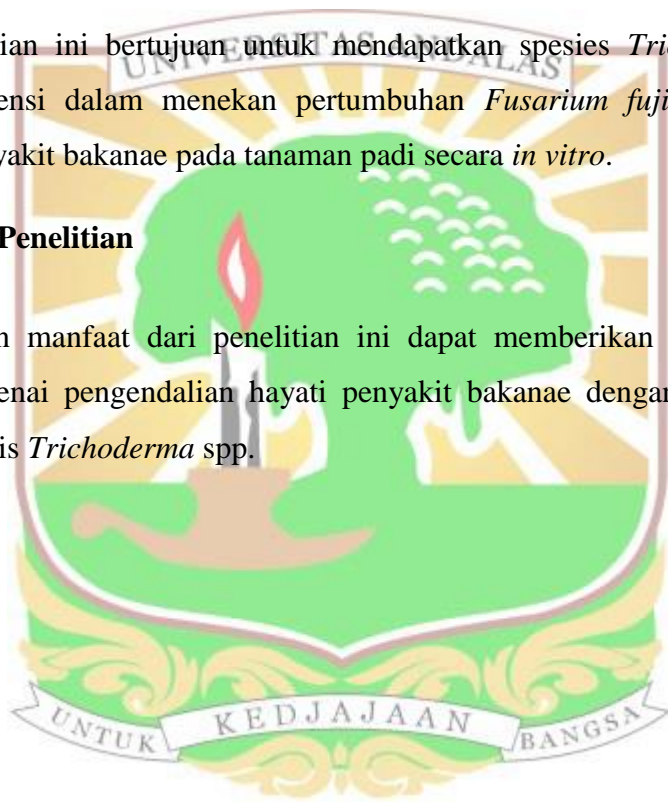 UNIVERSITAS ANDALAS
ian ini bertujuan untuk mendapatkan spesies Tric
ensi dalam menekan pertumbuhan Fusarium fuji
yakit bakanae pada tanaman padi secara in vitro.
Penelitian
n manfaat dari penelitian ini dapat memberikan
enai pengendalian hayati penyakit bakanae dengan
is Trichoderma spp.
UNTUK KEDJAJAAN BANGSA